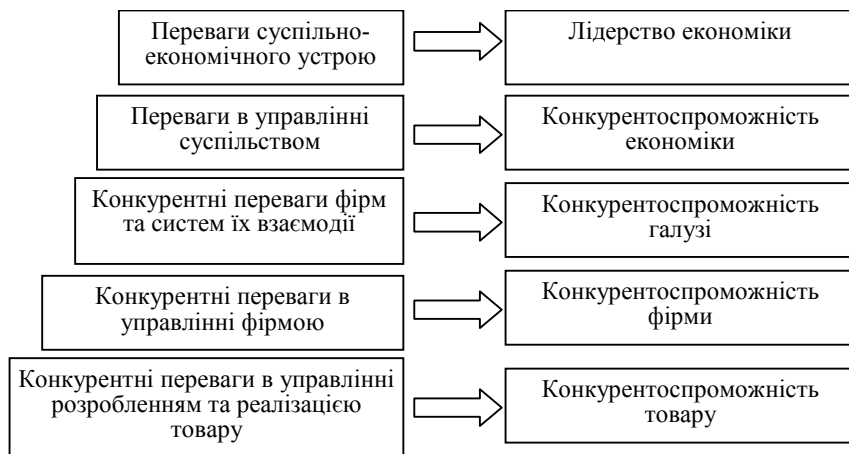 Переваги суспільно-
економічного устрою
Лідерство економіки
Переваги в управлінні
суспільством
Конкурентоспроможність
економіки
Конкурентні переваги фірм
та систем їх взаємодії
Конкурентоспроможність
галузі
Конкурентні переваги в
управлінні фірмою
Конкурентоспроможність
фірми
Конкурентні переваги в управлінні
розробленням та реалізацією
товару
Конкурентоспроможність
товару